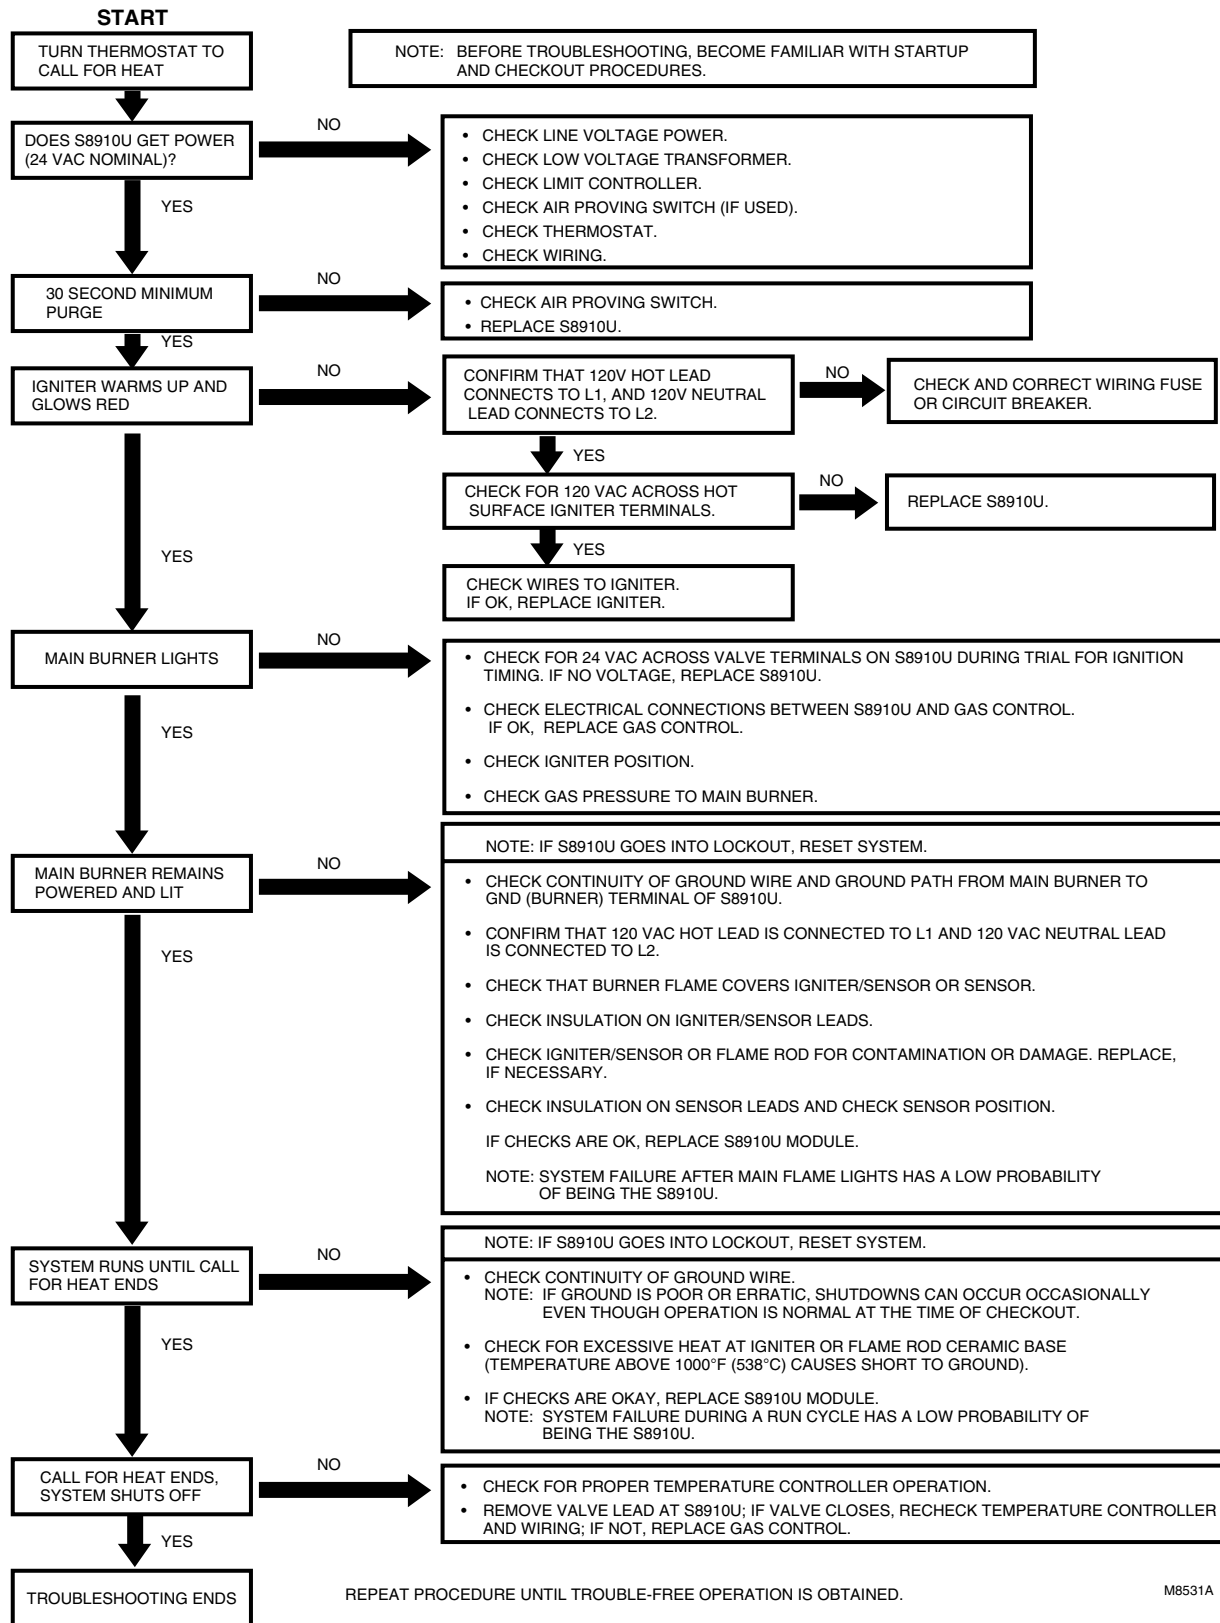 START
TURN THERMOSTAT TO
CALL FOR HEAT
NOTE: BEFORE TROUBLESHOOTING, BECOME FAMILIAR WITH STARTUP
AND CHECKOUT PROCEDURES.
DOES S8910U GET POWER
(24 VAC NOMINAL)?
NO
• CHECK LINE VOLTAGE POWER.
• CHECK LOW VOLTAGE TRANSFORMER.
• CHECK LIMIT CONTROLLER.
• CHECK AIR PROVING SWITCH (IF USED).
• CHECK THERMOSTAT.
• CHECK WIRING.
YES
30 SECOND MINIMUM
PURGE
NO
• CHECK AIR PROVING SWITCH.
• REPLACE S8910U.
YES
IGNITER WARMS UP AND
GLOWS RED
NO
CONFIRM THAT 120V HOT LEAD
CONNECTS TO L1, AND 120V NEUTRAL
LEAD CONNECTS TO L2.
NO
CHECK AND CORRECT WIRING FUSE
OR CIRCUIT BREAKER.
YES
CHECK FOR 120 VAC ACROSS HOT
SURFACE IGNITER TERMINALS.
NO
REPLACE S8910U.
YES
CHECK WIRES TO IGNITER.
IF OK, REPLACE IGNITER.
YES
MAIN BURNER LIGHTS
NO
• CHECK FOR 24 VAC ACROSS VALVE TERMINALS ON S8910U DURING TRIAL FOR IGNITION
TIMING. IF NO VOLTAGE, REPLACE S8910U.
• CHECK ELECTRICAL CONNECTIONS BETWEEN S8910U AND GAS CONTROL.
IF OK, REPLACE GAS CONTROL.
• CHECK IGNITER POSITION.
• CHECK GAS PRESSURE TO MAIN BURNER.
YES
MAIN BURNER REMAINS
POWERED AND LIT
NO
NOTE: IF S8910U GOES INTO LOCKOUT, RESET SYSTEM.
• CHECK CONTINUITY OF GROUND WIRE AND GROUND PATH FROM MAIN BURNER TO
GND (BURNER) TERMINAL OF S8910U.
• CONFIRM THAT 120 VAC HOT LEAD IS CONNECTED TO L1 AND 120 VAC NEUTRAL LEAD
IS CONNECTED TO L2.
• CHECK THAT BURNER FLAME COVERS IGNITER/SENSOR OR SENSOR.
• CHECK INSULATION ON IGNITER/SENSOR LEADS.
• CHECK IGNITER/SENSOR OR FLAME ROD FOR CONTAMINATION OR DAMAGE. REPLACE,
IF NECESSARY.
• CHECK INSULATION ON SENSOR LEADS AND CHECK SENSOR POSITION.
IF CHECKS ARE OK, REPLACE S8910U MODULE.
NOTE: SYSTEM FAILURE AFTER MAIN FLAME LIGHTS HAS A LOW PROBABILITY
OF BEING THE S8910U.
YES
SYSTEM RUNS UNTIL CALL
FOR HEAT ENDS
NO
NOTE: IF S8910U GOES INTO LOCKOUT, RESET SYSTEM.
• CHECK CONTINUITY OF GROUND WIRE.
NOTE: IF GROUND IS POOR OR ERRATIC, SHUTDOWNS CAN OCCUR OCCASIONALLY
EVEN THOUGH OPERATION IS NORMAL AT THE TIME OF CHECKOUT.
• CHECK FOR EXCESSIVE HEAT AT IGNITER OR FLAME ROD CERAMIC BASE
(TEMPERATURE ABOVE 1000°F (538°C) CAUSES SHORT TO GROUND).
• IF CHECKS ARE OKAY, REPLACE S8910U MODULE.
NOTE: SYSTEM FAILURE DURING A RUN CYCLE HAS A LOW PROBABILITY OF
BEING THE S8910U.
YES
CALL FOR HEAT ENDS,
SYSTEM SHUTS OFF
NO
• CHECK FOR PROPER TEMPERATURE CONTROLLER OPERATION.
• REMOVE VALVE LEAD AT S8910U; IF VALVE CLOSES, RECHECK TEMPERATURE CONTROLLER
AND WIRING; IF NOT, REPLACE GAS CONTROL.
YES
TROUBLESHOOTING ENDS
REPEAT PROCEDURE UNTIL TROUBLE-FREE OPERATION IS OBTAINED.
M8531A